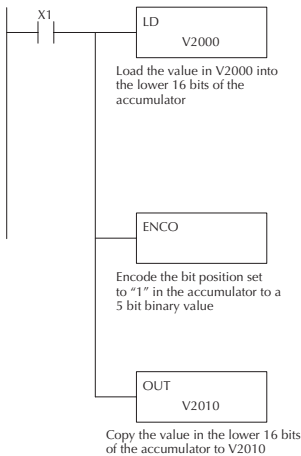 X1
LD
V2000
Load the value in V2000 into
the lower 16 bits of the
accumulator
ENCO
Encode the bit position set
to “1” in the accumulator to a
5 bit binary value
OUT
V2010
Copy the value in the lower 16 bits
of the accumulator to V2010